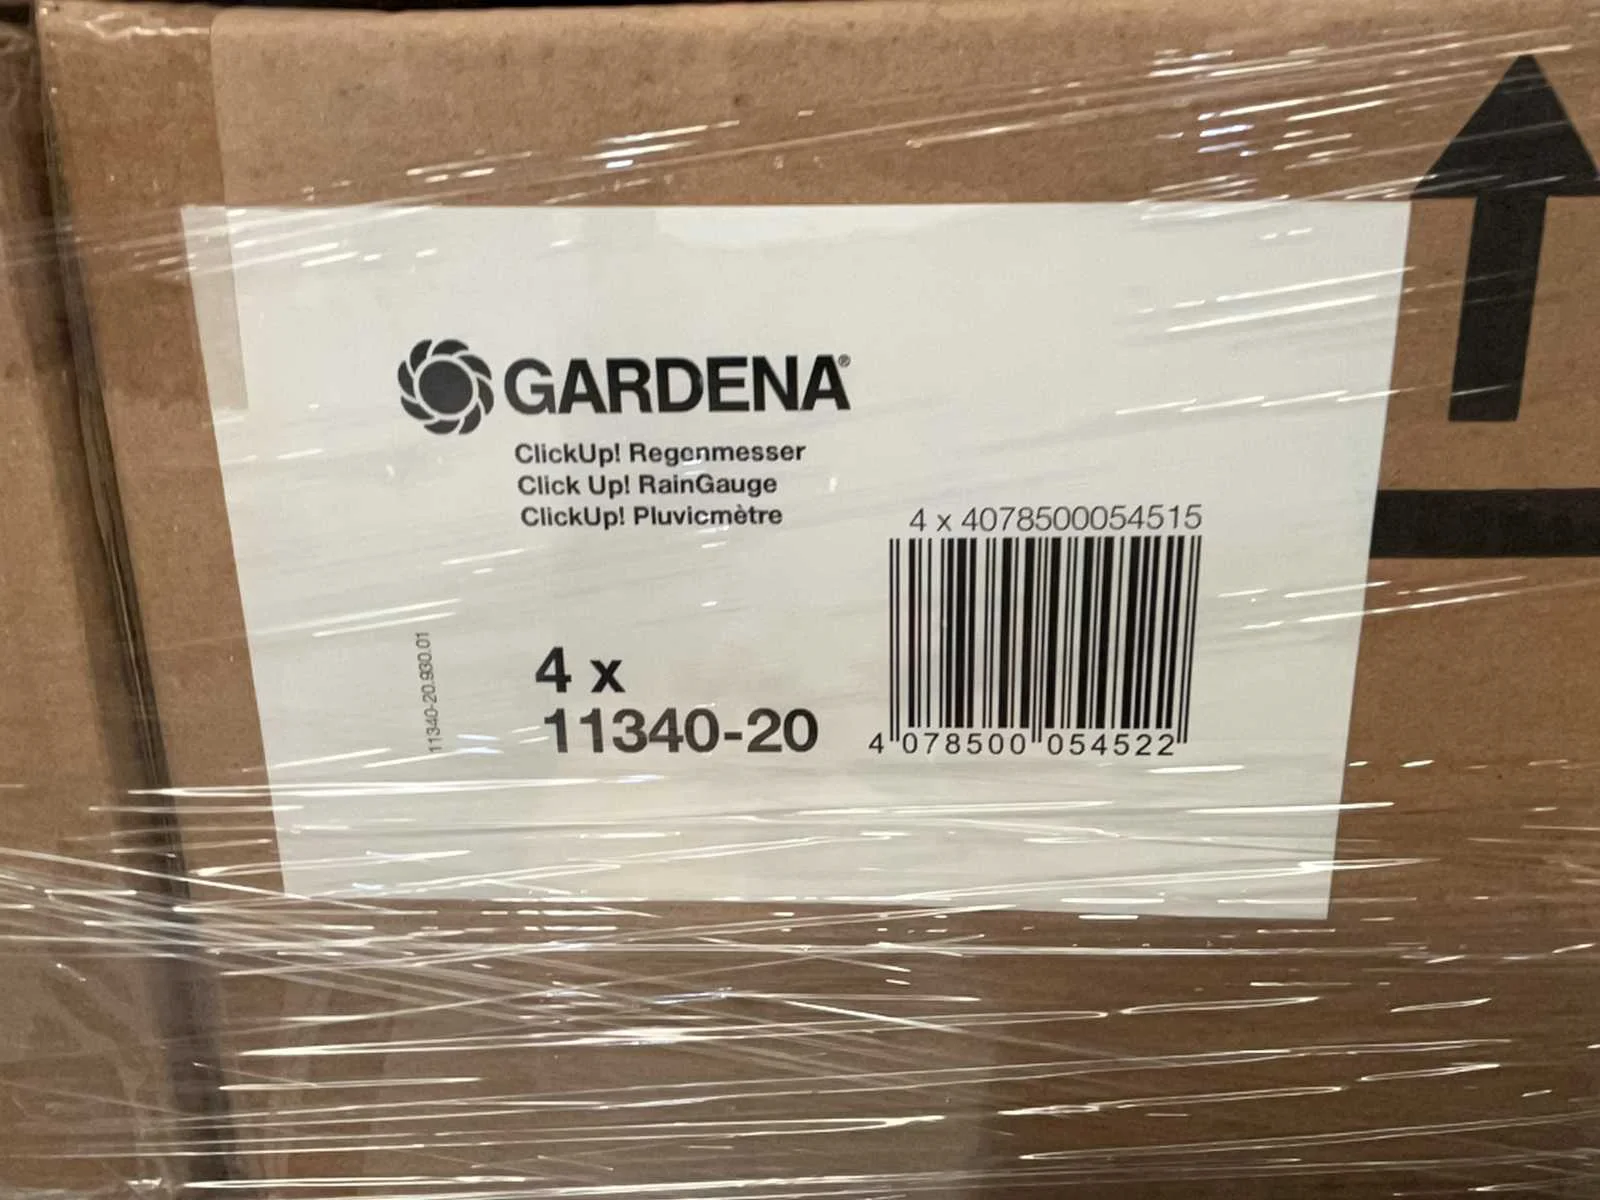 GARDENA®
ClickUp! Regenmesser
Click Up! RainGauge
ClickUp! Pluvicmètre
4 x 4078500054515
4 078500 054522
4 x
11340-20
11340-20.930.01